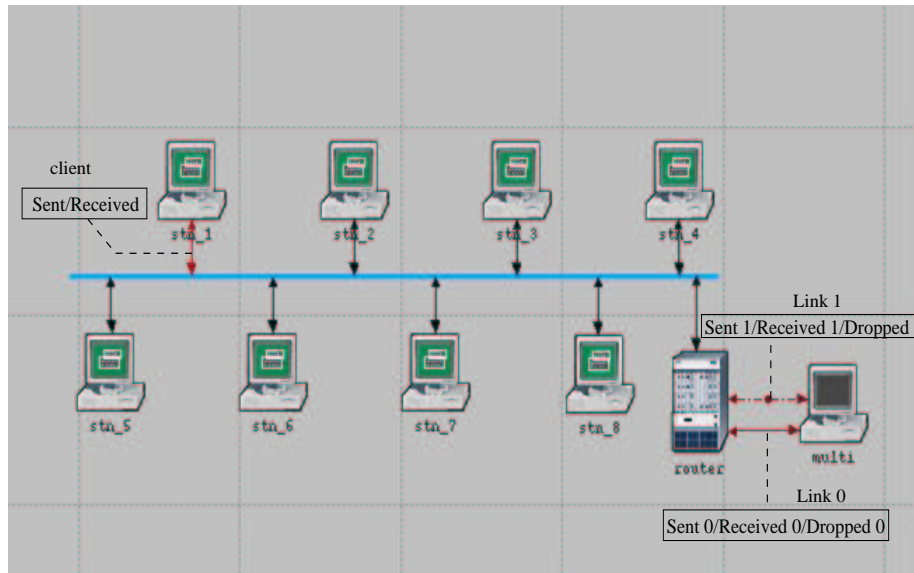 client
Sent/Received
stn_1
stn_2
stn_3
stn_4
Link 1
Sent 1/Received 1/Dropped
stn_5
stn_6
stn_7
stn_8
router
multi
Link 0
Sent 0/Received 0/Dropped 0